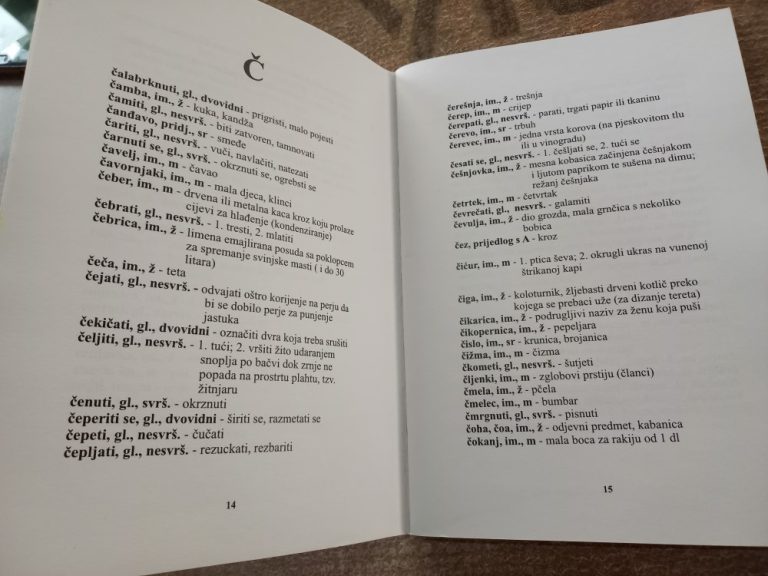 Č
čalabrknuti, gl., dvovidni - prigristi, malo pojesti
čamba, im., ž - kuka, kandža
čamiti, gl., nesvrš. - biti zatvoren, tamnovati
čanđavo, pridj., sr - smeđe
čariti, gl., nesvrš. - vuči, navlačiti, natezati
čarnuti se, gl., svrš. - okrznuti se, ogrebsti se
čavelj, im., m - čavao
čavornjaki, im., m - mala djeca, klinci
čeber, im., m - drvena ili metalna kaca kroz koju prolaze
cijevi za hlađenje (kondenziranje)
čebrati, gl., nesvrš. - 1. tresti, 2. mlatiti
čebrica, im., ž - limena emajlirana posuda sa poklopcem
za spremanje svinjske masti ( i do 30
litara)
čeča, im., ž - teta
čejati, gl., nesvrš. - odvajati oštro korijenje na perju da
bi se dobilo perje za punjenje
jastuka
čekičati, gl., dvovidni - označiti dvra koja treba srušiti
čeljiti, gl., nesvrš. - 1. tući; 2. vršiti žito udaranjem
snoplja po bačvi dok zrnje ne
popada na prostrtu plahtu, tzv.
žitnjaru
čenuti, gl., svrš. - okrznuti
čeperiti se, gl., dvovidni - širiti se, razmetati se
čepeti, gl., nesvrš. - čučati
čepljati, gl., nesvrš. - rezuckati, rezbariti
14
čerešnja, im., ž - trešnja
čerep, im., m - crijep
čerepati, gl., nesvrš. - parati, trgati papir ili tkaninu
čerevo, im., sr - trbuh
čerevec, im., m - jedna vrsta korova (na pjeskovitom tlu
ili u vinogradu)
česati se, gl., nesvrš. - 1. češljati se, 2. tući se
češnjovka, im., ž - mesna kobasica začinjena češnjakom
i ljutom paprikom te sušena na dimu;
režanj češnjaka
četrtek, im., m - četvrtak
čevrečati, gl., nesvrš. - galamiti
čevulja, im., ž - dio grozda, mala grnčica s nekoliko
bobica
čez, prijedlog s A - kroz
čičur, im., m - 1. ptica ševa; 2. okrugli ukras na vunenoj
štrikanoj kapi
čiga, im., ž - koloturnik, žljebasti drveni kotlič preko
kojega se prebaci uže (za dizanje tereta)
čikarica, im., ž - podrugljivi naziv za ženu koja puši
čikopernica, im., ž - pepeljara
čislo, im., sr - krunica, brojanica
čižma, im., m - čizma
čkometi, gl., nesvrš. - šutjeti
čljenki, im., m - zglobovi prstiju (članci)
čmela, im., ž - pčela
čmelec, im., m - bumbar
čmrgnuti, gl., svrš. - pisnuti
čoha, čoa, im., ž - odjevni predmet, kabanica
čokanj, im., m - mala boca za rakiju od 1 dl
15